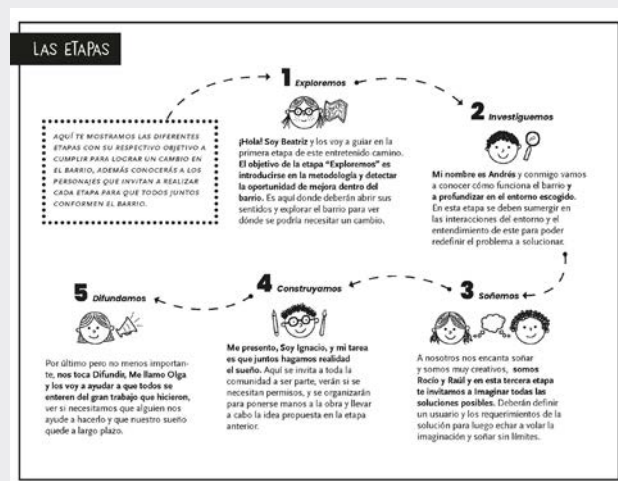 LAS ETAPAS
AQUÍ TE MOSTRAMOS LAS DIFERENTES
ETAPAS CON SU RESPECTIVO OBJETIVO A
CUMPLIR PARA LOGRAR UN CAMBIO EN
EL BARRIO, ADEMÁS CONOCERÁS A LOS
PERSONAJES QUE INVITAN A REALIZAR
CADA ETAPA PARA QUE TODOS JUNTOS
CONFORMEN EL BARRIO.
1 Exploremos
¡Hola! Soy Beatriz y los voy a guiar en la
primera etapa de este entretenido camino.
El objetivo de la etapa “Exploremos” es
introducirse en la metodología y detectar
la oportunidad de mejora dentro del
barrio. Es aquí donde deberán abrir sus
sentidos y explorar el barrio para ver
dónde se podría necesitar un cambio.
2 Investiguemos
Mi nombre es Andrés y conmigo vamos
a conocer cómo funciona el barrio y
a profundizar en el entorno escogido.
En esta etapa se deben sumergir en
las interacciones del entorno y el
entendimiento de este para poder
redefinir el problema a solucionar.
3 Soñemos
A nosotros nos encanta soñar
y somos muy creativos, somos
Rocío y Raúl y en esta tercera etapa
te invitamos a Imaginar todas las
soluciones posibles. Deberán definir
un usuario y los requerimientos de la
solución para luego echar a volar la
imaginación y soñar sin límites.
4 Construyamos
Me presento, Soy Ignacio, y mi tarea
es que juntos hagamos realidad
el sueño. Aquí se invita a toda la
comunidad a ser parte, verán si se
necesitan permisos, y se organizarán
para ponerse manos a la obra y llevar
a cabo la idea propuesta en la etapa
anterior.
5 Difundamos
Por último pero no menos importan-
te, nos toca Difundir, Me llamo Olga
y los voy a ayudar a que todos se
enteren del gran trabajo que hicieron,
ver si necesitamos que alguien nos
ayude a hacerlo y que nuestro sueño
quede a largo plazo.